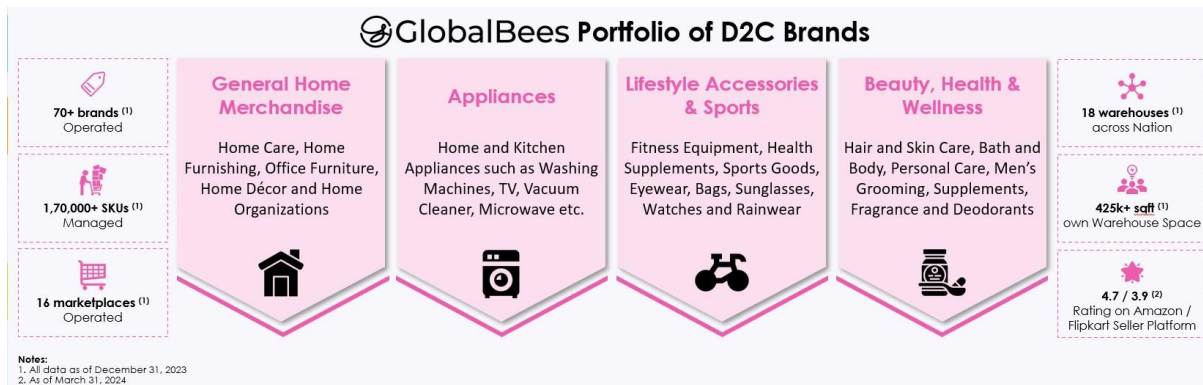 GlobalBees Portfolio of D2C Brands
70+ brands (1)
Operated
1,70,000+ SKUs (1)
Managed
16 marketplaces (1)
Operated
General Home
Merchandise
Home Care, Home
Furnishing, Office Furniture,
Home Décor and Home
Organizations
Appliances
Home and Kitchen
Appliances such as Washing
Machines, TV, Vacuum
Cleaner, Microwave etc.
Lifestyle Accessories
& Sports
Fitness Equipment, Health
Supplements, Sports Goods,
Eyewear, Bags, Sunglasses,
Watches and Rainwear
Beauty, Health &
Wellness
Hair and Skin Care, Bath and
Body, Personal Care, Men's
Grooming, Supplements,
Fragrance and Deodorants
18 warehouses (1)
across Nation
425k+ sqft (1)
own Warehouse Space
4.7 / 3.9 (2)
Rating on Amazon /
Flipkart Seller Platform
Notes:
1. All data as of December 31, 2023
2. As of March 31, 2024